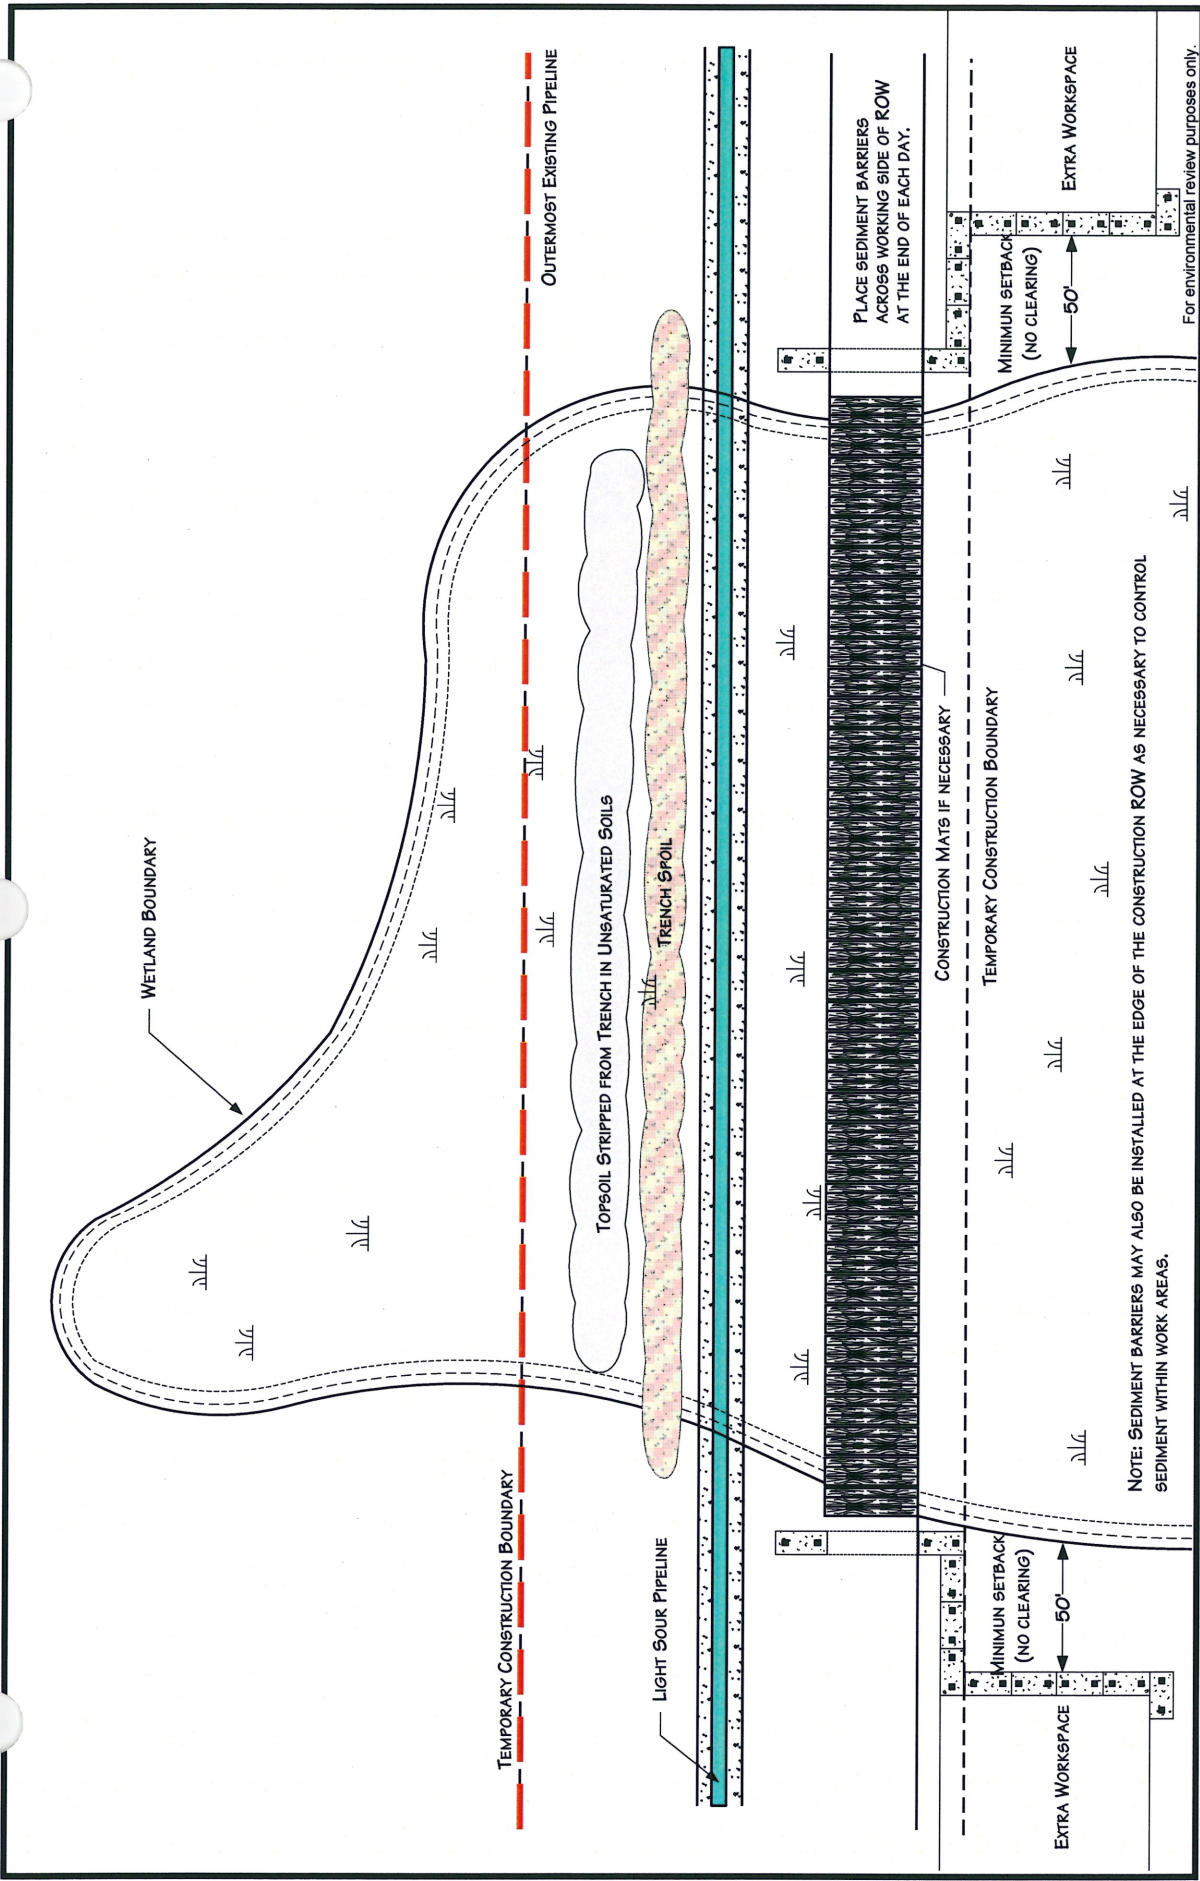 WETLAND BOUNDARY
TEMPORARY CONSTRUCTION BOUNDARY
OUTERMOST EXISTING PIPELINE
TOPSOIL STRIPPED FROM TRENCH IN UNSATURATED SOILS
TRENCH SPOIL
LIGHT SOUR PIPELINE
PLACE SEDIMENT BARRIERS
ACROSS WORKING SIDE OF ROW
AT THE END OF EACH DAY.
CONSTRUCTION MATS IF NECESSARY
TEMPORARY CONSTRUCTION BOUNDARY
MINIMUN SETBACK
(NO CLEARING)
50'
EXTRA WORKSPACE
MINIMUN SETBACK
(NO CLEARING)
50'
EXTRA WORKSPACE
NOTE: SEDIMENT BARRIERS MAY ALSO BE INSTALLED AT THE EDGE OF THE CONSTRUCTION ROW AS NECESSARY TO CONTROL
SEDIMENT WITHIN WORK AREAS.
For environmental review purposes only.